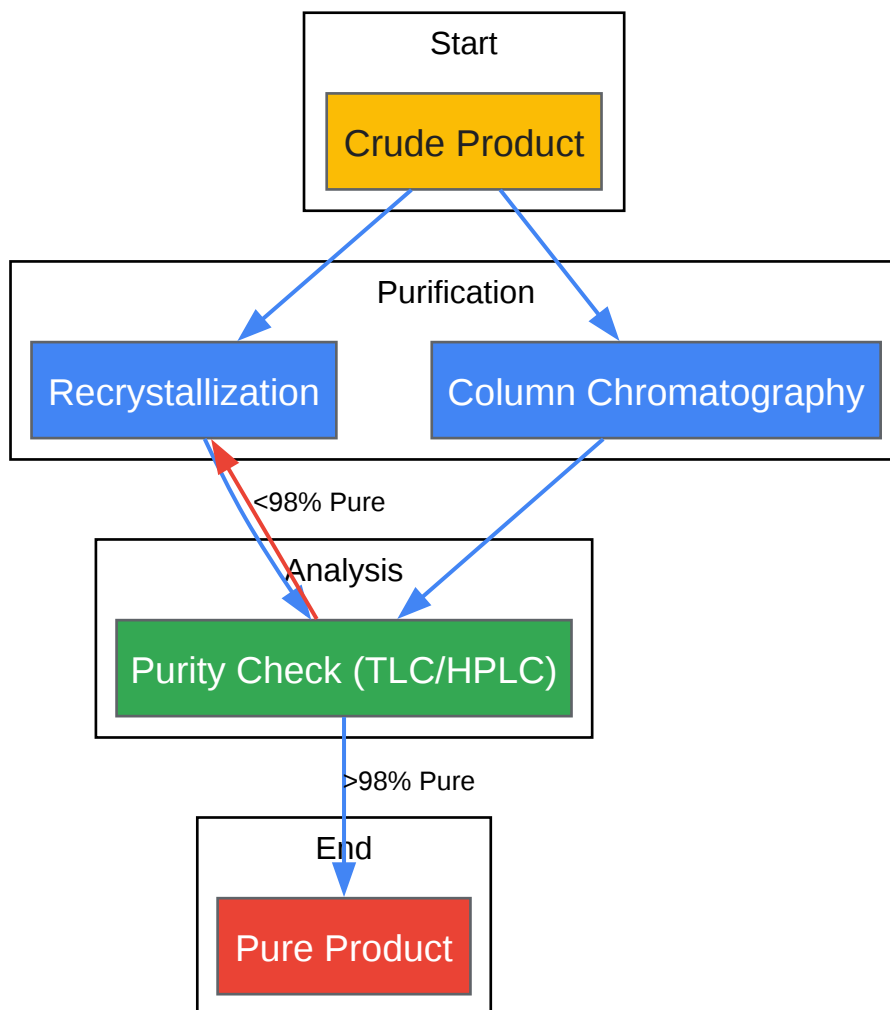 Start
Crude Product
Purification
Recrystallization
Column Chromatography
<98% Pure
Analysis
Purity Check (TLC/HPLC)
>98% Pure
End
Pure Product